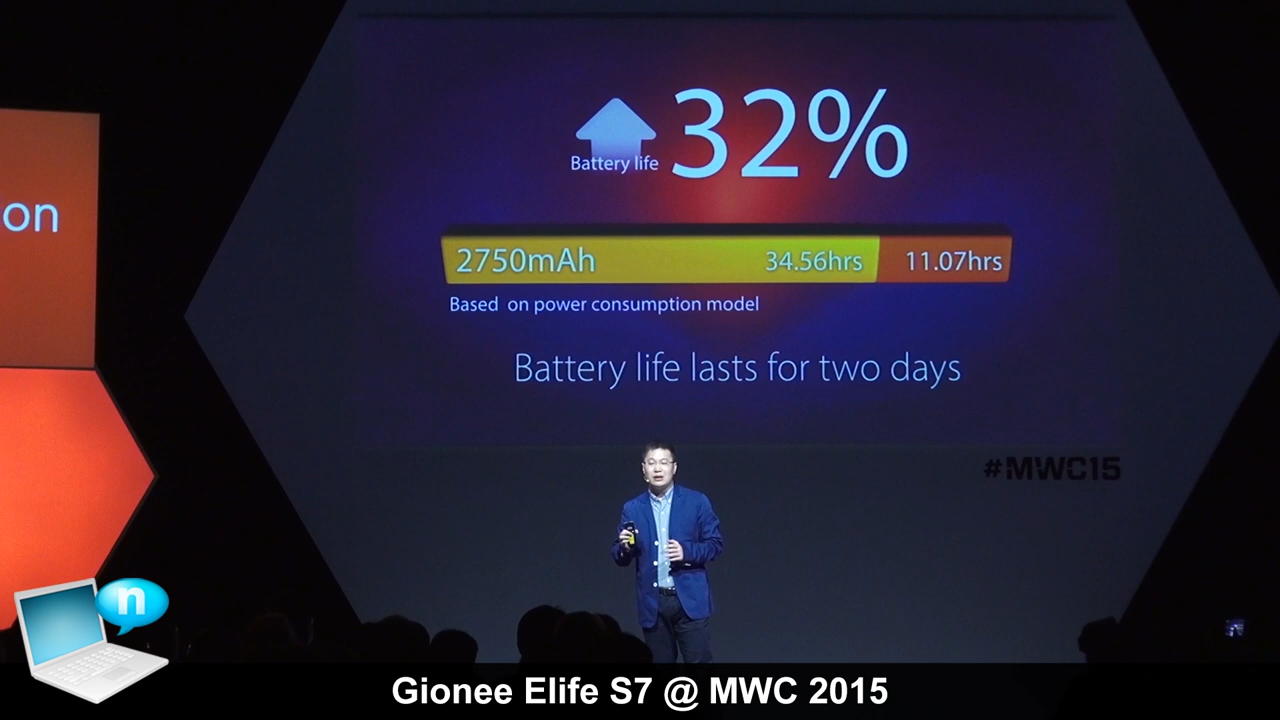 32%
Battery life
on
2750mAh 34.56hrs 11.07hrs
Based on power consumption model
Battery life lasts for two days
#MWC15
n
Gionee Elife S7 @ MWC 2015